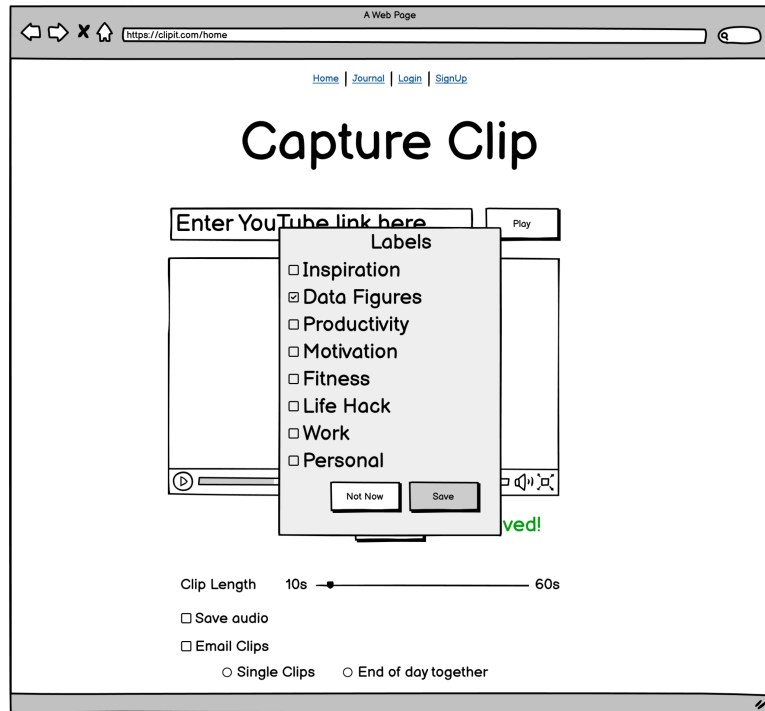 A Web Page
https://clipit.com/home
Home | Journal | Login | SignUp
Capture Clip
Enter YouTube link here
Play
Labels
Inspiration
Data Figures
Productivity
Motivation
Fitness
Life Hack
Work
Personal
Not Now
Save
ved!
Clip Length 10s 60s
Save audio
Email Clips
Single Clips End of day together